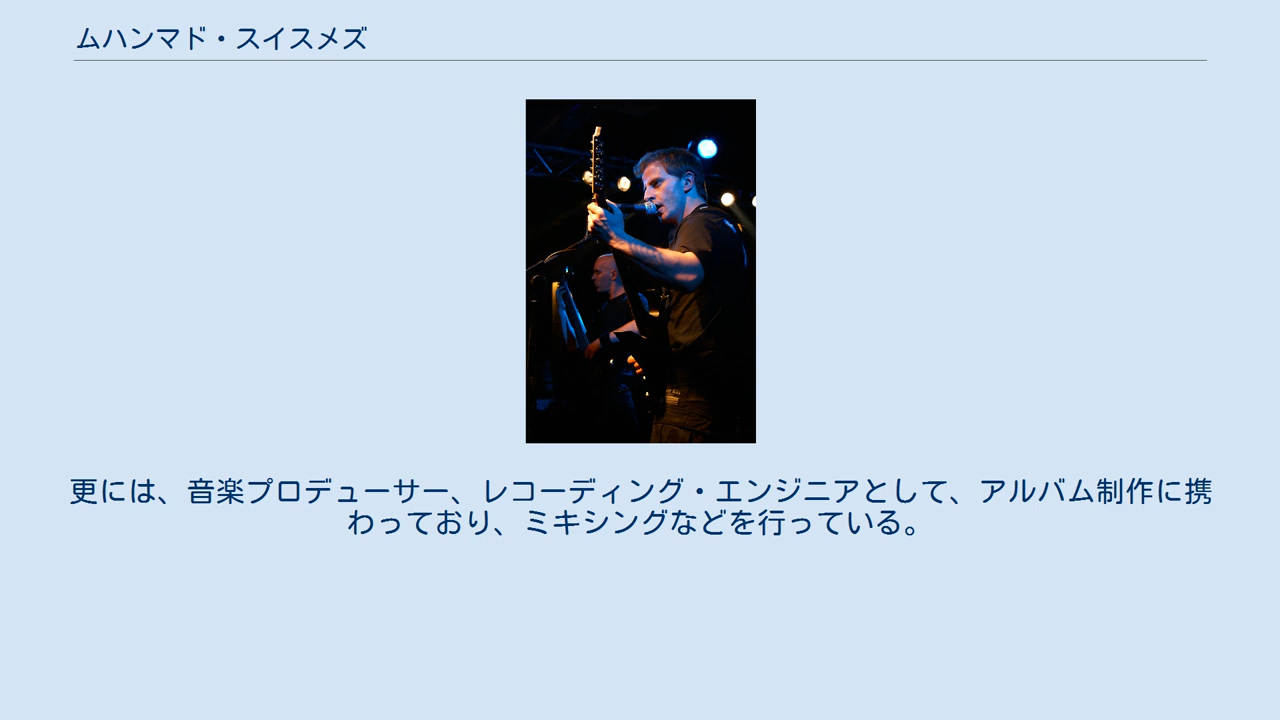 ムハンマド・スイスメズ
更には、音楽プロデューサー、レコーディング・エンジニアとして、アルバム制作に携
わっており、ミキシングなどを行っている。